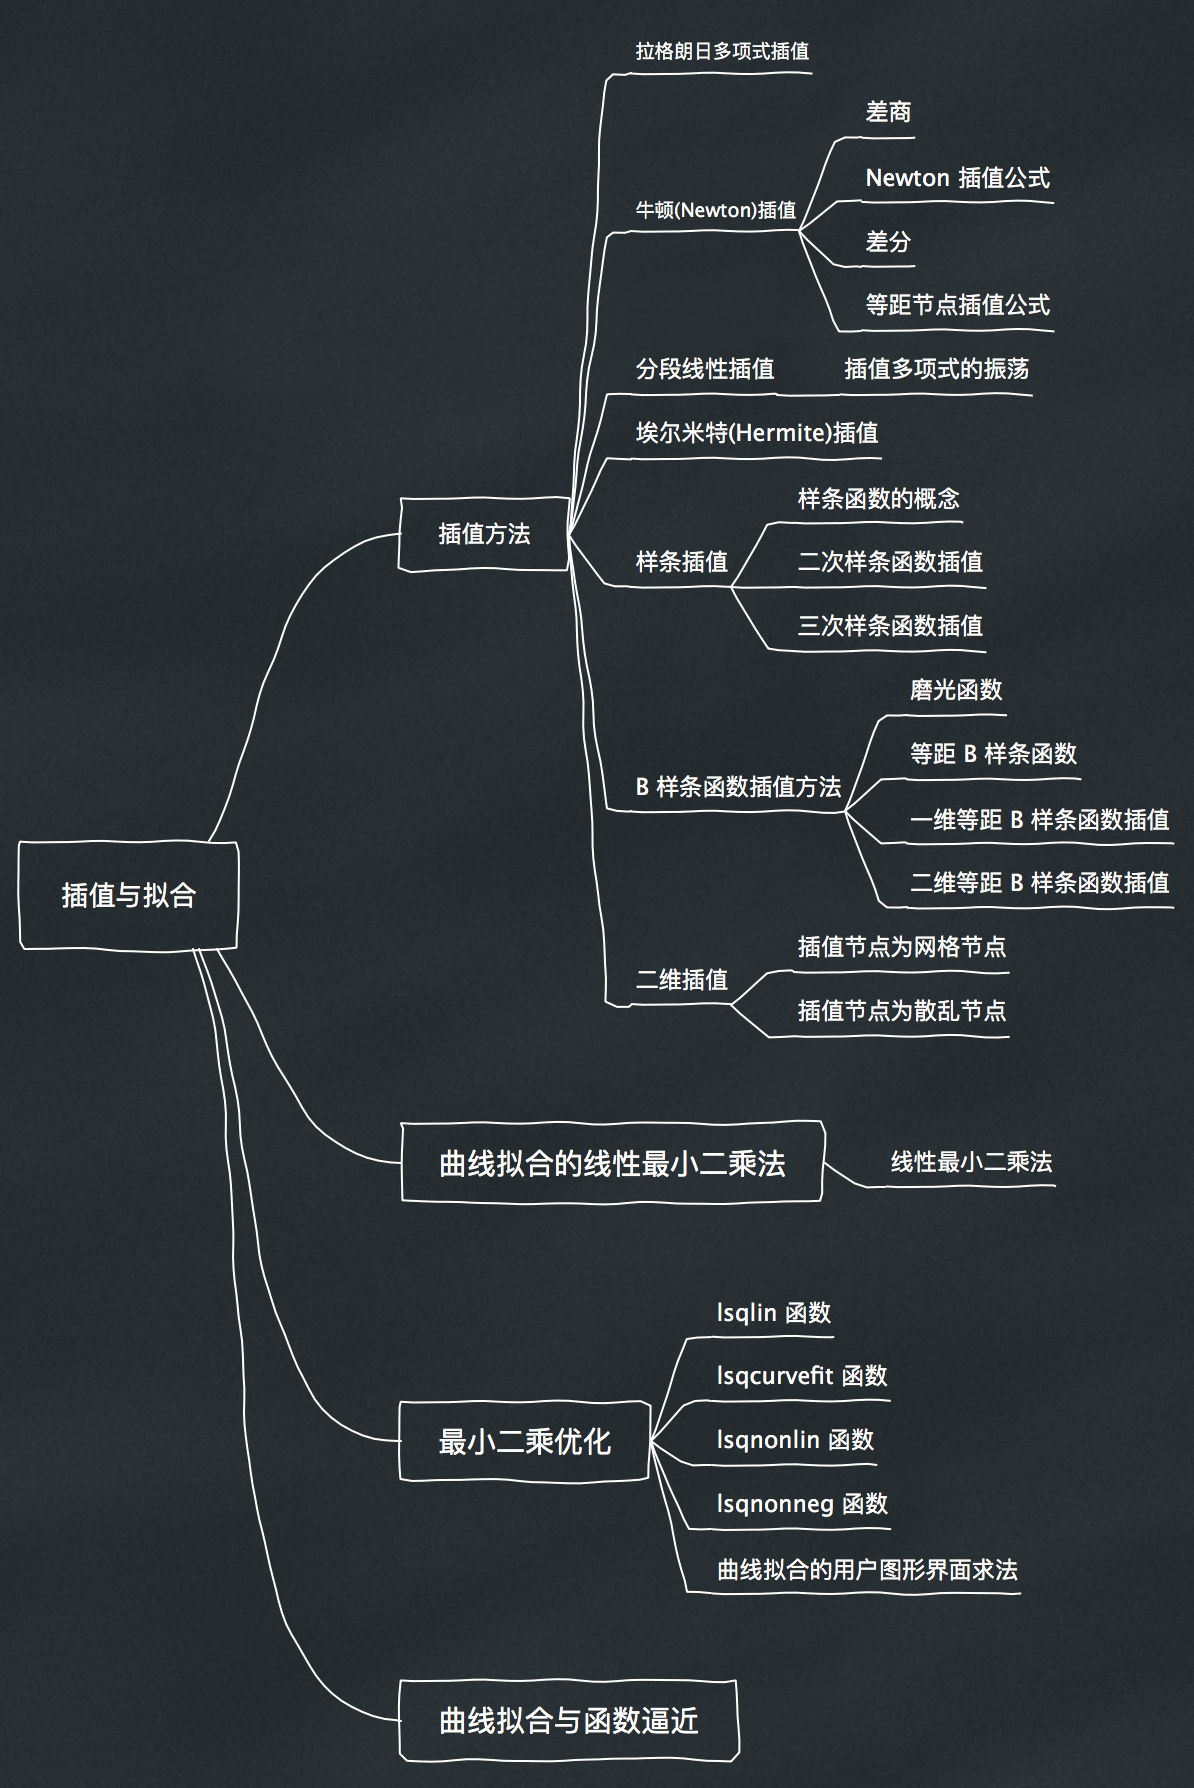 插值与拟合
插值方法
拉格朗日多项式插值
牛顿(Newton)插值
差商
Newton 插值公式
差分
等距节点插值公式
分段线性插值
插值多项式的振荡
埃尔米特(Hermite)插值
样条插值
样条函数的概念
二次样条函数插值
三次样条函数插值
B 样条函数插值方法
磨光函数
等距 B 样条函数
一维等距 B 样条函数插值
二维等距 B 样条函数插值
二维插值
插值节点为网格节点
插值节点为散乱节点
曲线拟合的线性最小二乘法
线性最小二乘法
最小二乘优化
lsqlin 函数
lsqcurvefit 函数
lsqnonlin 函数
lsqnonneg 函数
曲线拟合的用户图形界面求法
曲线拟合与函数逼近